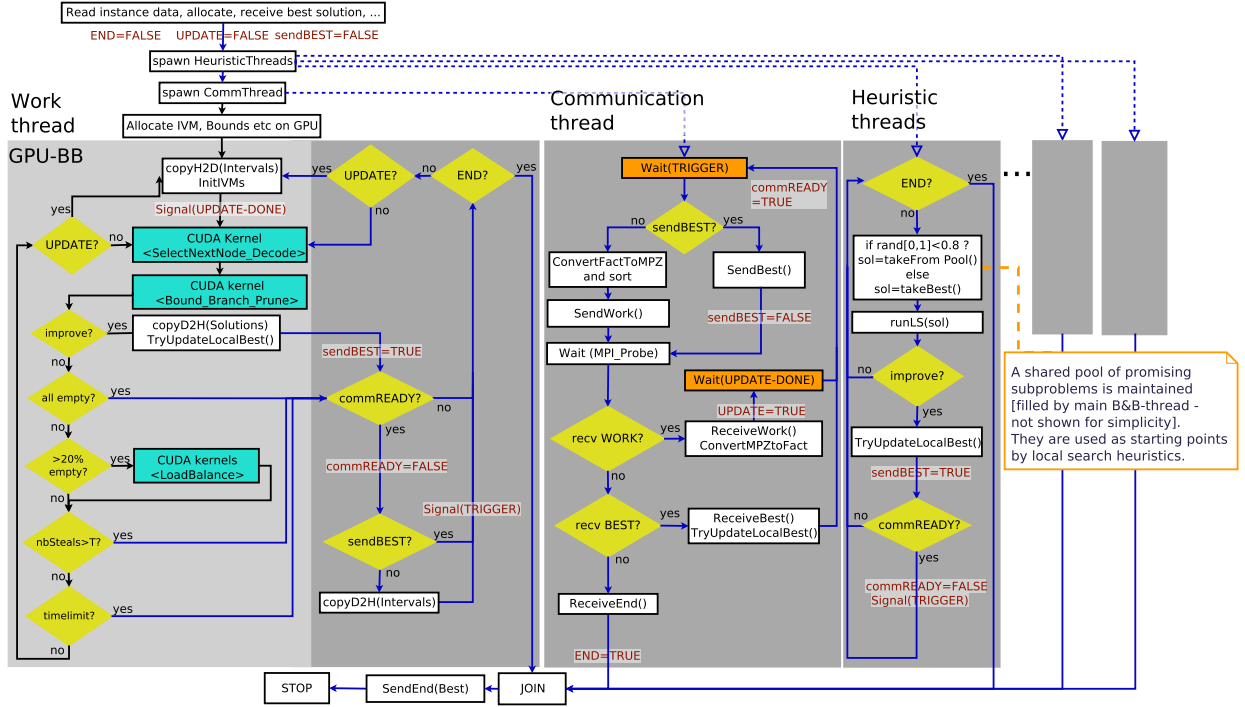 Read instance data, allocate, receive best solution, ...
END=FALSE UPDATE=FALSE sendBEST=FALSE
spawn HeuristicThreads
spawn CommThread
Allocate IVM, Bounds etc on GPU
Work
thread
GPU-BB
copyH2D(Intervals)
InitIVMs
Signal(UPDATE-DONE)
yes
UPDATE?
no
CUDA Kernel
<SelectNextNode_Decode>
CUDA kernel
<Bound_Branch_Prune>
improve?
yes
no
copyD2H(Solutions)
TryUpdateLocalBest()
all empty?
yes
no
>20%
empty?
yes
no
CUDA kernels
<LoadBalance>
nbSteals>T?
yes
no
timelimit?
yes
no
yes
UPDATE?
no
no
END?
yes
sendBEST=TRUE
commREADY?
no
yes
commREADY=FALSE
Signal(TRIGGER)
sendBEST?
yes
no
copyD2H(Intervals)
Communication
thread
Wait(TRIGGER)
commREADY
=TRUE
no
sendBEST?
yes
ConvertFactToMPZ
and sort
SendBest()
SendWork()
sendBEST=FALSE
Wait (MPI_Probe)
Wait(UPDATE-DONE)
UPDATE=TRUE
recv WORK?
yes
no
ReceiveWork()
ConvertMPZtoFact
recv BEST?
yes
no
ReceiveBest()
TryUpdateLocalBest()
ReceiveEnd()
END=TRUE
Heuristic
threads
END?
yes
no
if rand[0,1]<0.8 ?
sol=takeFrom Pool()
else
sol=takeBest()
runLS(sol)
improve?
no
yes
TryUpdateLocalBest()
sendBEST=TRUE
no
commREADY?
yes
commREADY=FALSE
Signal(TRIGGER)
...
A shared pool of promising
subproblems is maintained
[filled by main B&B-thread -
not shown for simplicity].
They are used as starting points
by local search heuristics.
STOP
SendEnd(Best)
JOIN